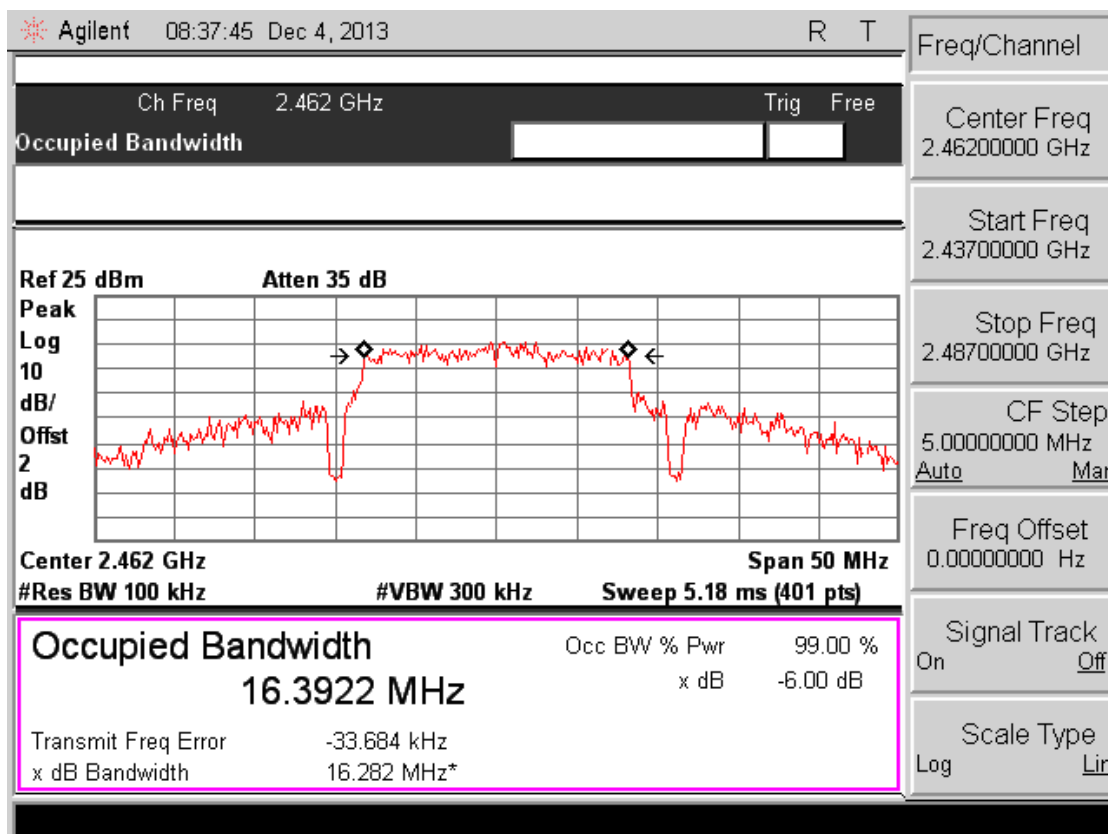 Agilent 08:37:45 Dec 4, 2013 R T
Ch Freq 2.462 GHz Trig Free
Occupied Bandwidth
Ref 25 dBm Atten 35 dB
Peak
Log
10
dB/
Offst
2
dB
Center 2.462 GHz Span 50 MHz
#Res BW 100 kHz #VBW 300 kHz Sweep 5.18 ms (401 pts)
Occupied Bandwidth
16.3922 MHz
Occ BW % Pwr 99.00 %
x dB -6.00 dB
Transmit Freq Error -33.684 kHz
x dB Bandwidth 16.282 MHz*
Freq/Channel
Center Freq
2.46200000 GHz
Start Freq
2.43700000 GHz
Stop Freq
2.48700000 GHz
CF Step
5.00000000 MHz
Auto Man
Freq Offset
0.00000000 Hz
Signal Track
On Off
Scale Type
Log Lin